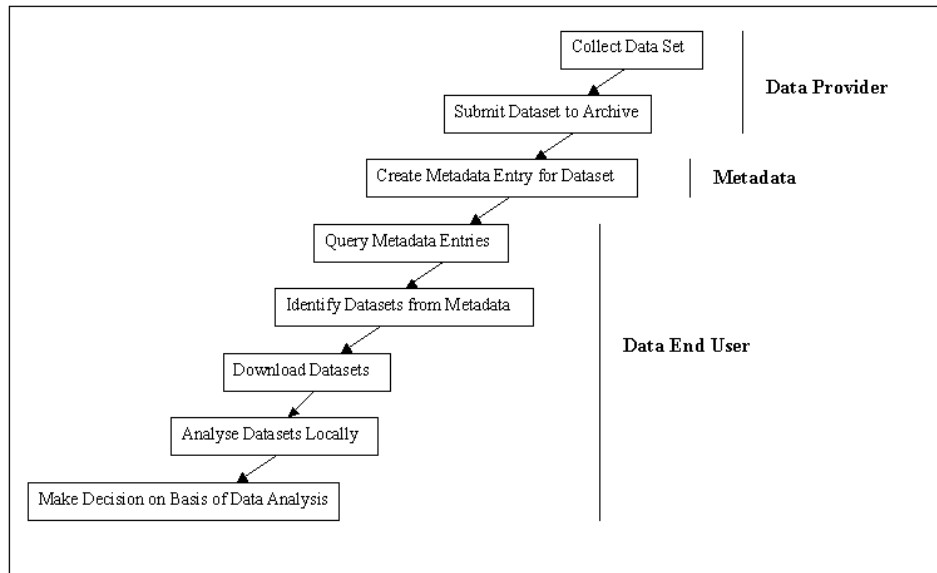 Collect Data Set
Data Provider
Submit Dataset to Archive
Create Metadata Entry for Dataset
Metadata
Query Metadata Entries
Identify Datasets from Metadata
Data End User
Download Datasets
Analyse Datasets Locally
Make Decision on Basis of Data Analysis